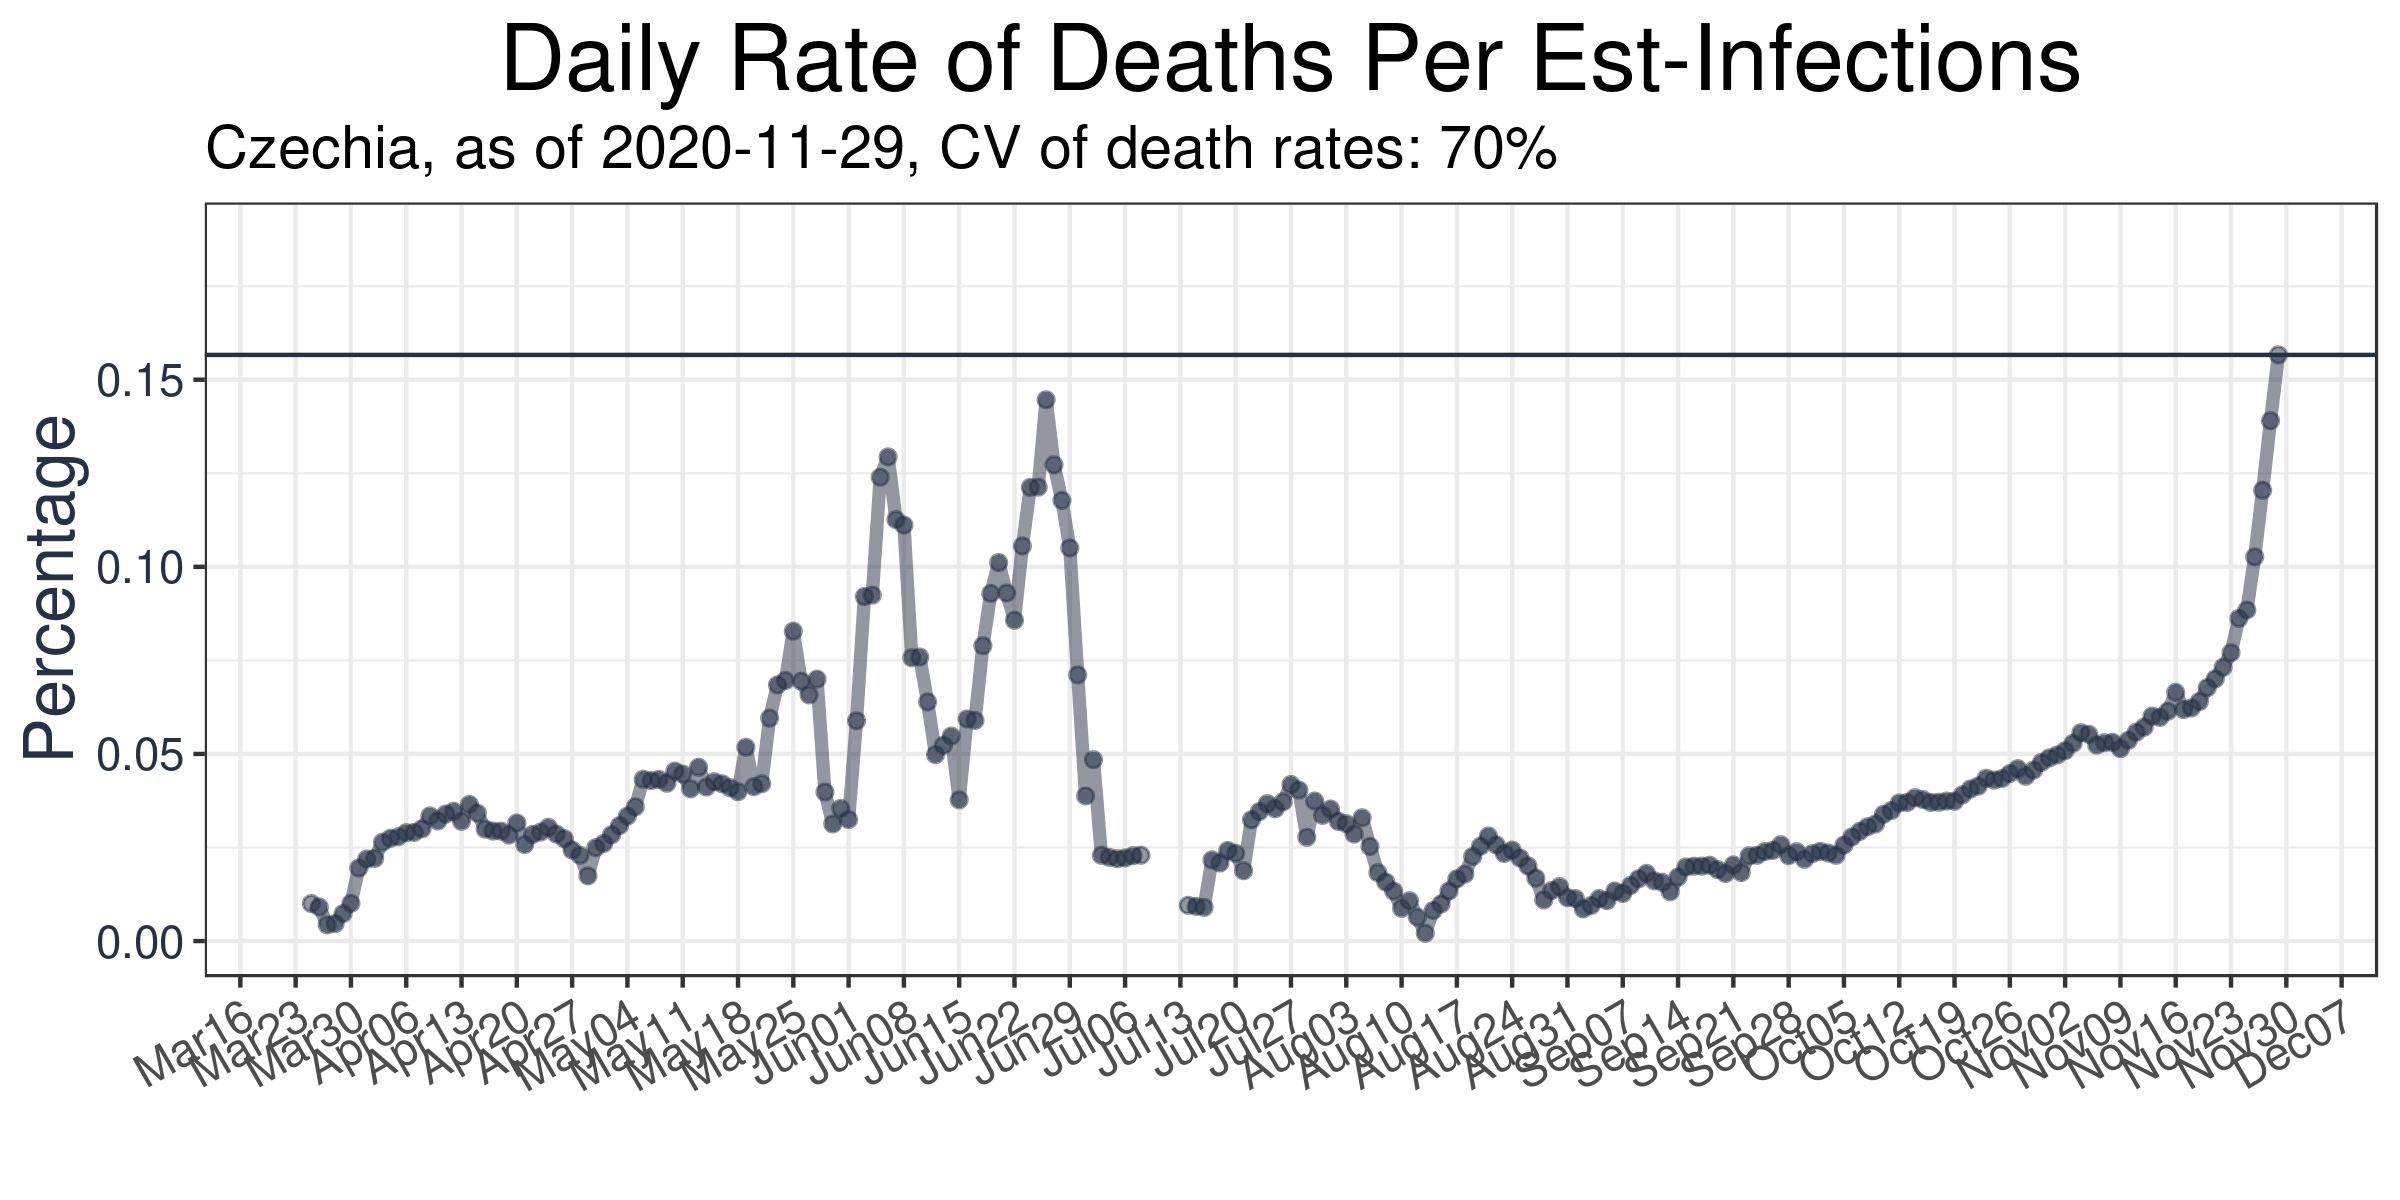 Daily Rate of Deaths Per Est-Infections
Czechia, as of 2020-11-29, CV of death rates: 70%
Percentage
0.15
0.10
0.05
0.00
Mar16
Mar23
Mar30
Apr06
Apr13
Apr20
Apr27
May04
May11
May18
May25
Jun01
Jun08
Jun15
Jun22
Jun29
Jul06
Jul13
Jul20
Jul27
Aug03
Aug10
Aug17
Aug24
Aug31
Sep07
Sep14
Sep21
Sep28
Oct05
Oct12
Oct19
Oct26
Nov02
Nov09
Nov16
Nov23
Nov30
Dec07